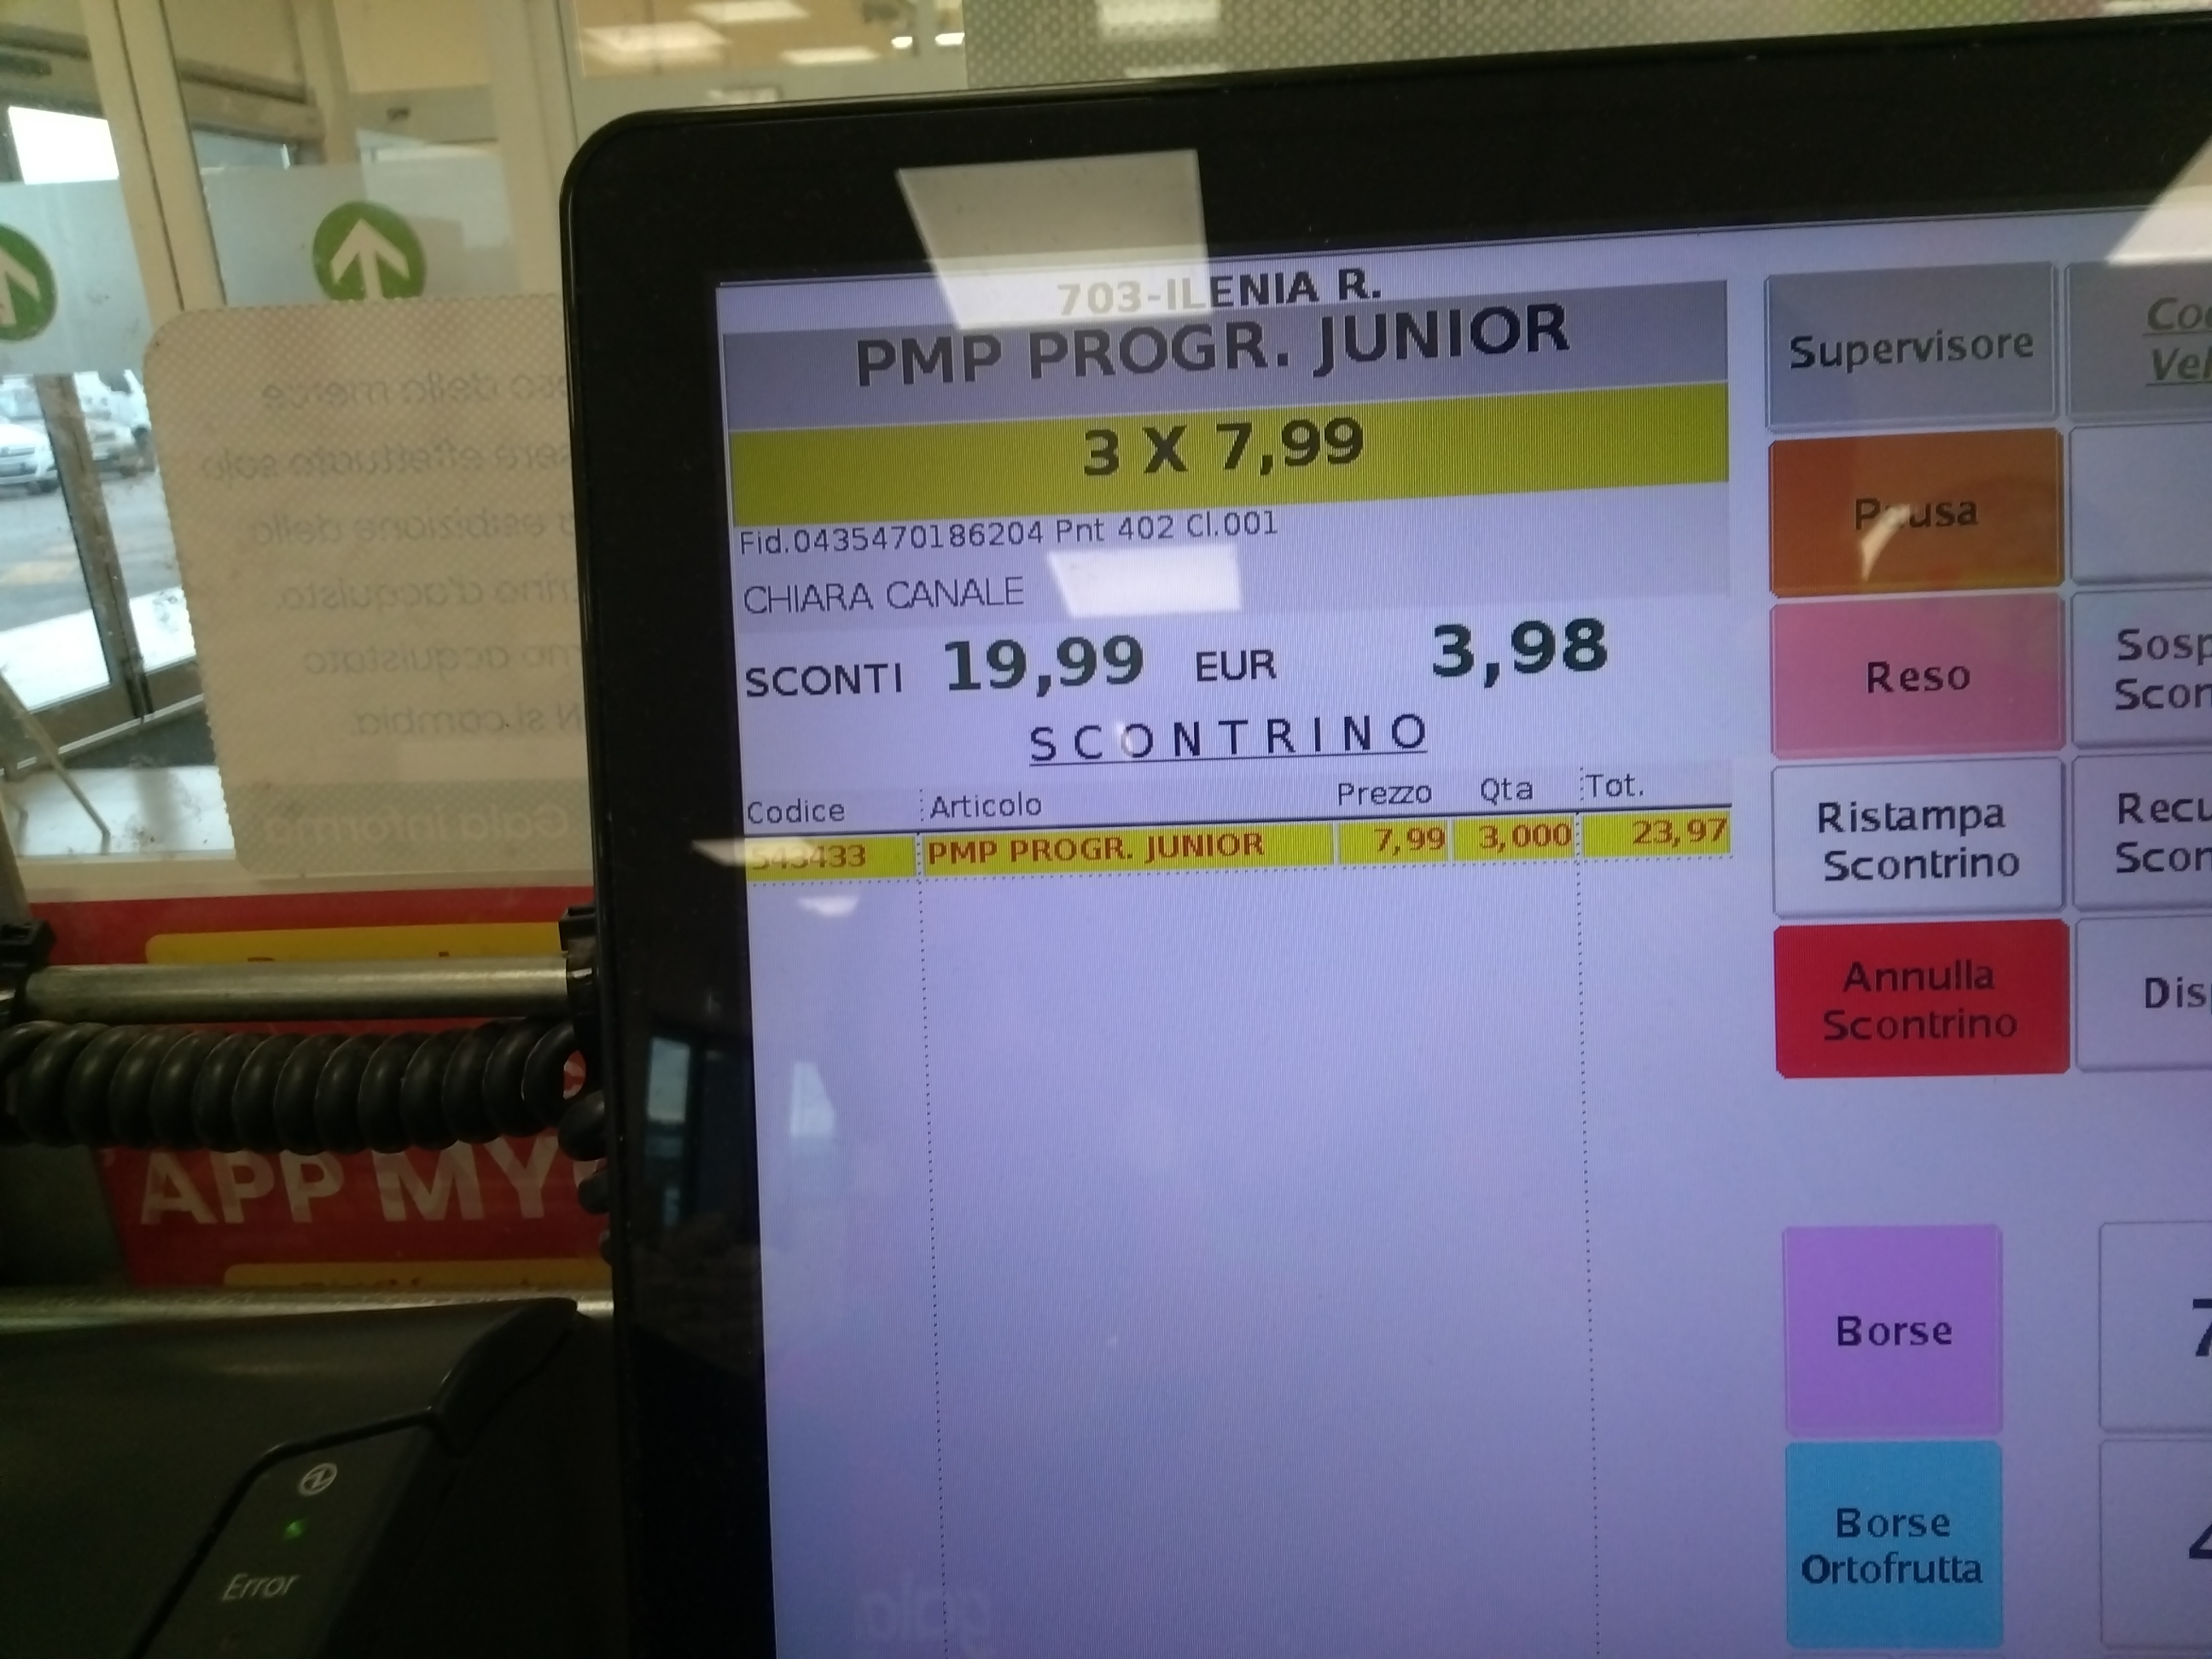 703-ILENIA R.
PMP PROGR. JUNIOR
3 X 7,99
Fid.0435470186204 Pnt 402 Cl.001
CHIARA CANALE
SCONTI 19,99 EUR 3,98
SCONTRINO
Codice Articolo Prezzo Qta Tot.
543433 PMP PROGR. JUNIOR 7,99 3,000 23,97
Supervisore
Pausa
Reso
Ristampa
Scontrino
Annulla
Scontrino
Borse
Borse
Ortofrutta
APP MY
Error